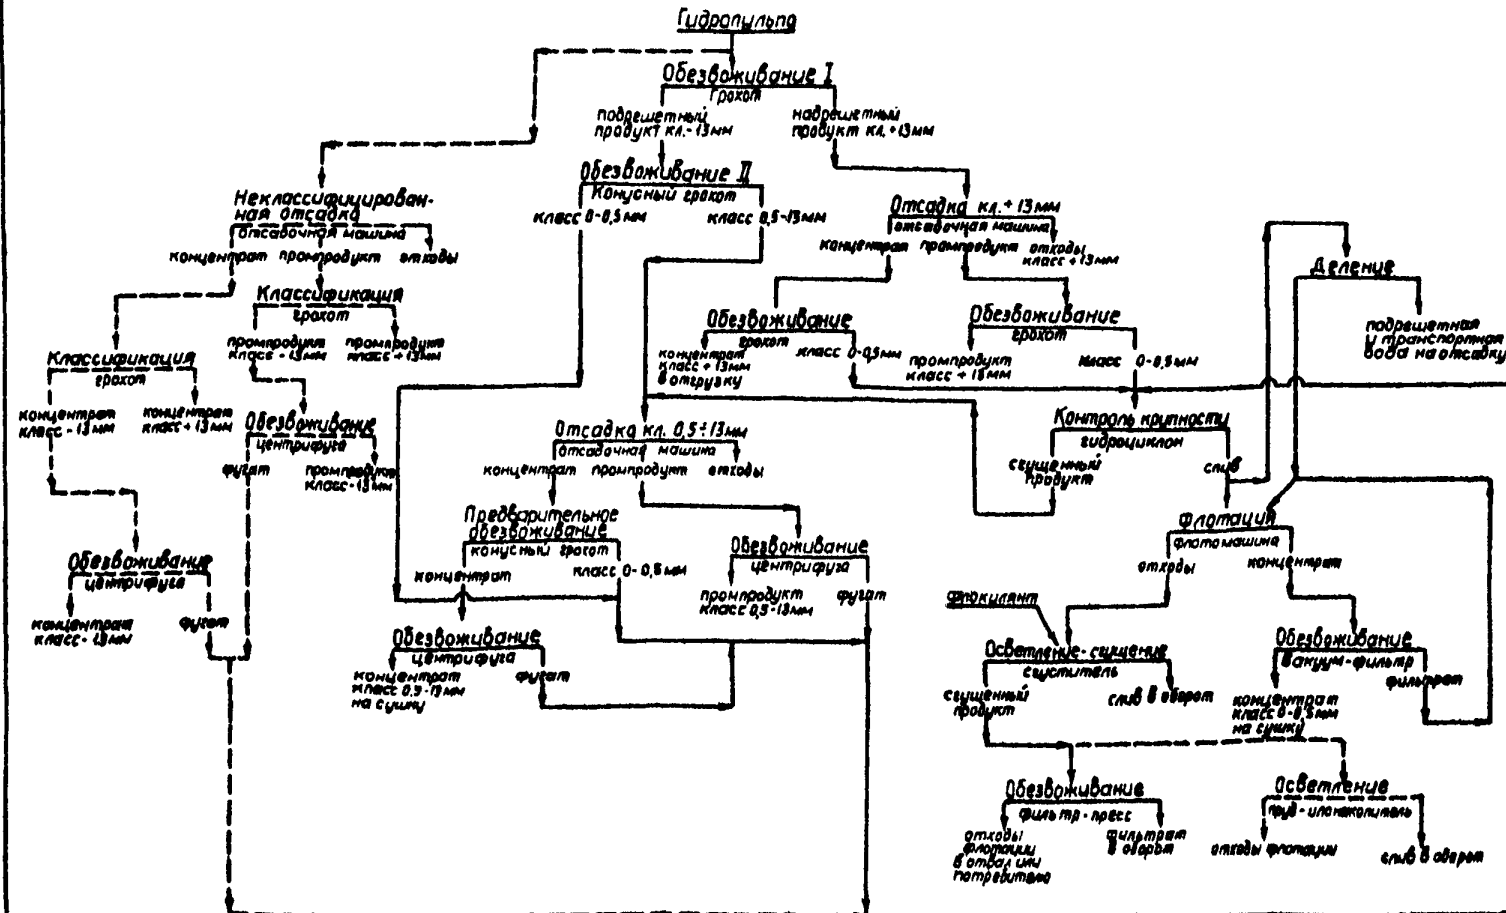 Гидропульпа
Обезвоживание I
Грохот
подрешетный
продукт кл.-13мм
надрешетный
продукт кл.+13мм
Обезвоживание II
Конусный грохот
класс 0-0,5мм
класс 0,5-13мм
Неклассифицирован-
ная отсадка
отсадочная машина
концентрат промпродукт отходы
Отсадка кл.+13мм
отсадочная машина
концентрат промпродукт отходы
класс +13мм
Деление
подрешетная
и транспортная
вода на отсадку
Классификация
грохот
промпродукт
класс-13мм
промпродукт
класс+13мм
Обезвоживание
грохот
концентрат
класс+13мм
в отгрузку
класс 0-0,5мм
Обезвоживание
грохот
промпродукт
класс+13мм
класс 0-0,5мм
Классификация
грохот
концентрат
класс-13мм
концентрат
класс+13мм
Обезвоживание
центрифуга
фугат
промпродукт
класс-13мм
Отсадка кл. 0,5÷13мм
отсадочная машина
концентрат промпродукт отходы
Контроль крупности
гидроциклон
сгущенный
продукт
слив
Предварительное
обезвоживание
конусный грохот
концентрат
класс 0-0,5мм
Обезвоживание
центрифуга
промпродукт
класс 0,5-13мм
фугат
Флотация
флотомашина
отходы
концентрат
Обезвоживание
центрифуга
концентрат
класс-13мм
фугат
флокулянт
Обезвоживание
центрифуга
концентрат
класс 0,5-13мм
на сушку
фугат
Осветление-сгущение
сгуститель
сгущенный
продукт
слив в оборот
Обезвоживание
вакуум-фильтр
концентрат
класс 0-0,5мм
на сушку
фильтрат
Обезвоживание
фильтр-пресс
отходы
флотации
в отвал или
потребителю
фильтрат
в оборот
Осветление
пруд-илонакопитель
отходы флотации
слив в оборот